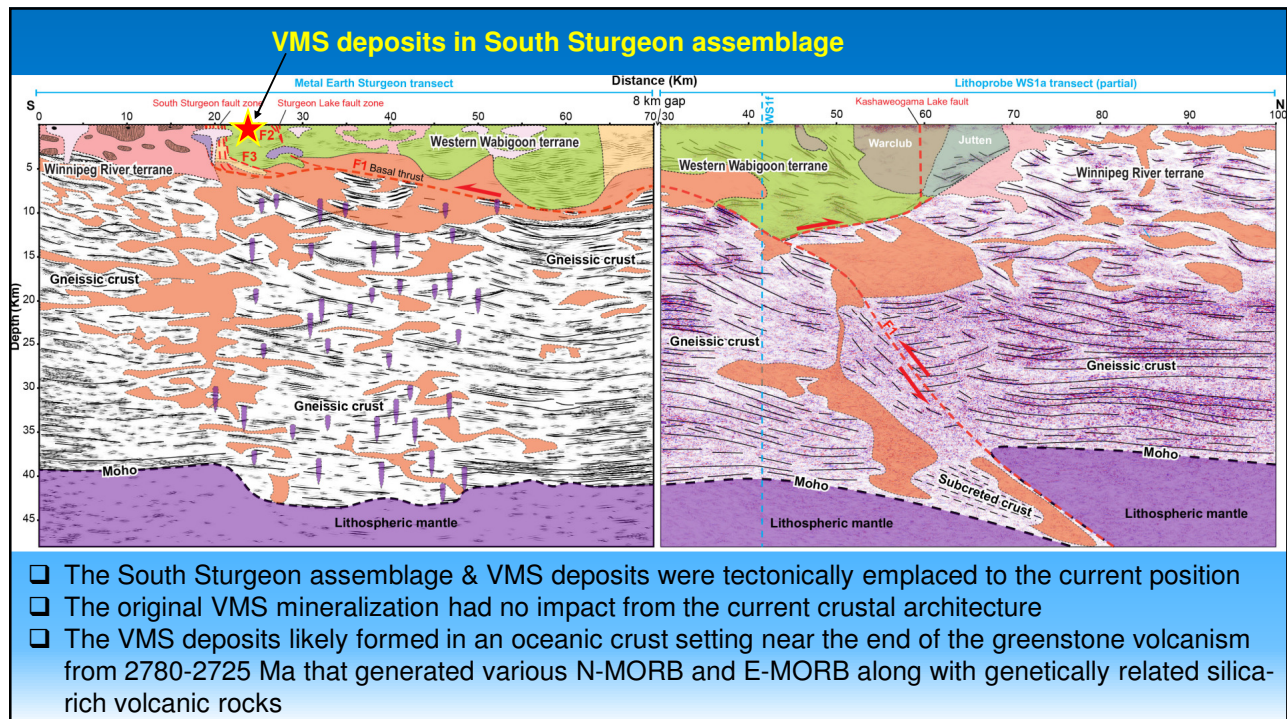 VMS deposits in South Sturgeon assemblage
Metal Earth Sturgeon transect
Distance (Km)
Lithoprobe WS1a transect (partial)
S
South Sturgeon fault zone
Sturgeon Lake fault zone
8 km gap
WS1f
Kashaweogama Lake fault
N
0 10 20 30 40 50 60 70 30 40 50 60 70 80 90 100
0
5
10
15
20
25
30
35
40
45
Depth (Km)
F2
F3
Winnipeg River terrane
F1 Basal thrust
Western Wabigoon terrane
Western Wabigoon terrane
Warclub
Jutten
Winnipeg River terrane
Gneissic crust
Gneissic crust
Gneissic crust
F1
Gneissic crust
Gneissic crust
Moho
Lithospheric mantle
Moho
Subcreted crust
Moho
Lithospheric mantle
Lithospheric mantle
❑ The South Sturgeon assemblage & VMS deposits were tectonically emplaced to the current position
❑ The original VMS mineralization had no impact from the current crustal architecture
❑ The VMS deposits likely formed in an oceanic crust setting near the end of the greenstone volcanism
from 2780-2725 Ma that generated various N-MORB and E-MORB along with genetically related silica-
rich volcanic rocks